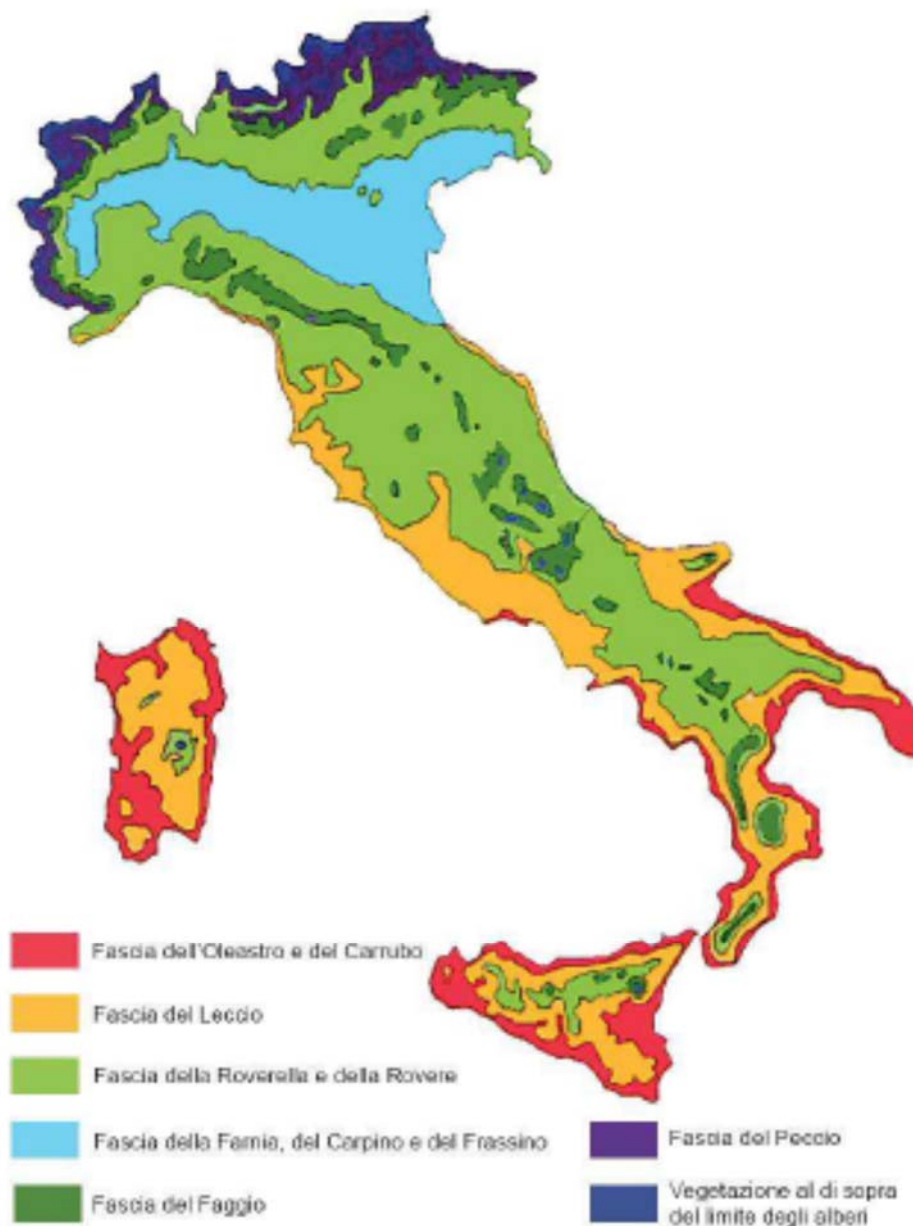 Fascia dell'Oleastro e del Carrubo
Fascia del Leccio
Fascia della Roverella e della Rovere
Fascia della Farnia, del Carpino e del Frassino
Fascia del Faggio
Fascia del Peccio
Vegetazione al di sopra
del limite degli alberi